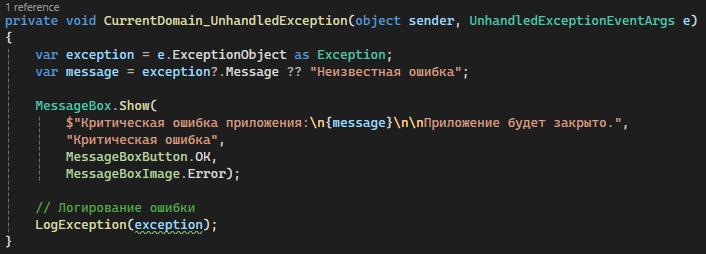 1 reference
private void CurrentDomain_UnhandledException(object sender, UnhandledExceptionEventArgs e)
{
    var exception = e.ExceptionObject as Exception;
    var message = exception?.Message ?? "Неизвестная ошибка";

    MessageBox.Show(
        $"Критическая ошибка приложения:\n{message}\n\nПриложение будет закрыто.",
        "Критическая ошибка",
        MessageBoxButton.OK,
        MessageBoxImage.Error);

    // Логирование ошибки
    LogException(exception);
}